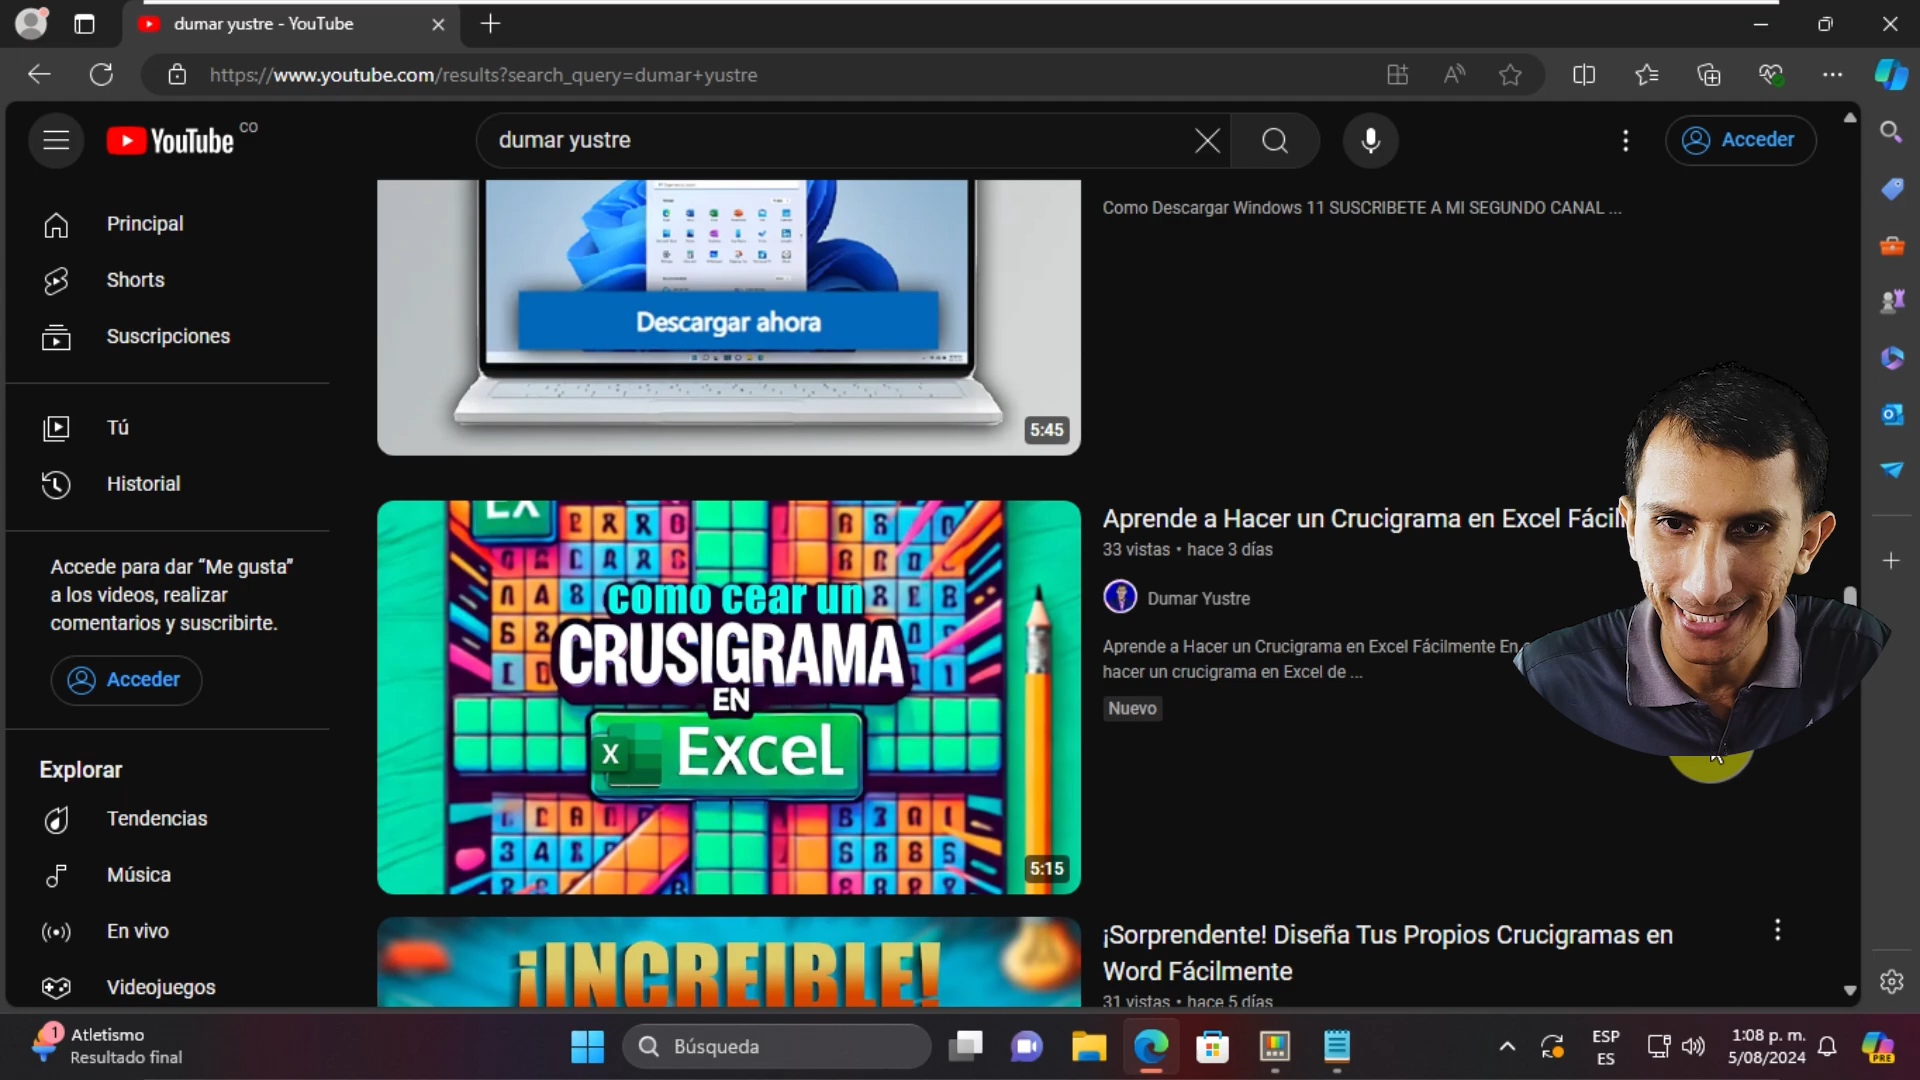 dumar yustre - YouTube
https://www.youtube.com/results?search_query=dumar+yustre
YouTube CO
dumar yustre
Acceder
Principal
Shorts
Suscripciones
Tú
Historial
Accede para dar “Me gusta”
a los videos, realizar
comentarios y suscribirte.
Acceder
Explorar
Tendencias
Música
En vivo
Videojuegos
Descargar ahora
5:45
Como Descargar Windows 11 SUSCRIBETE A MI SEGUNDO CANAL ...
como cear un
CRUSIGRAMA
EN
X Excel
5:15
Aprende a Hacer un Crucigrama en Excel Fácil
33 vistas • hace 3 días
Dumar Yustre
Aprende a Hacer un Crucigrama en Excel Fácilmente En
hacer un crucigrama en Excel de ...
Nuevo
¡INCREIBLE!
¡Sorprendente! Diseña Tus Propios Crucigramas en
Word Fácilmente
31 vistas • hace 5 días
1
Atletismo
Resultado final
Búsqueda
ESP
ES
1:08 p. m.
5/08/2024
PRE